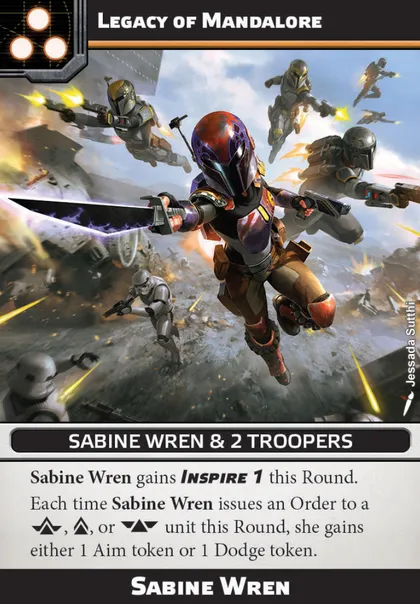 Legacy of Mandalore
Jessada Sutthi
SABINE WREN & 2 TROOPERS
Sabine Wren gains Inspire 1 this Round.
Each time Sabine Wren issues an Order to a
, , or unit this Round, she gains
either 1 Aim token or 1 Dodge token.
Sabine Wren